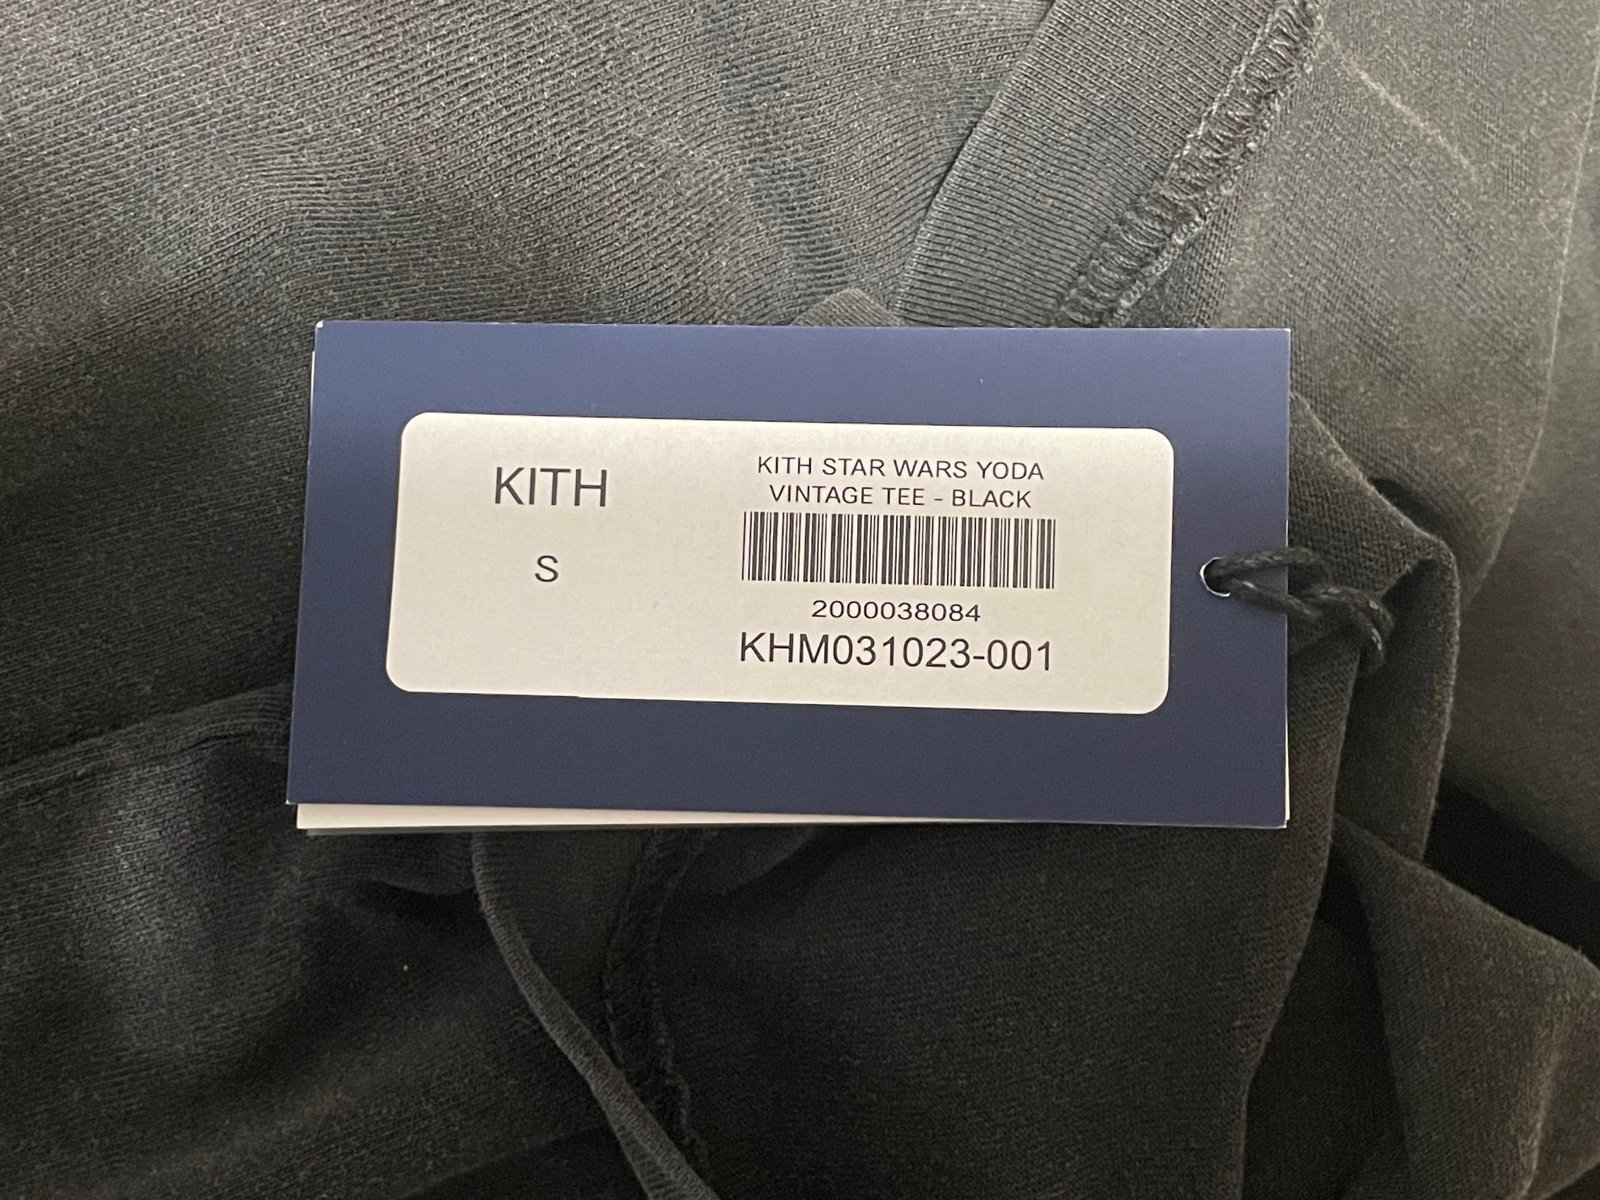 KITH
S
KITH STAR WARS YODA
VINTAGE TEE - BLACK
2000038084
KHM031023-001